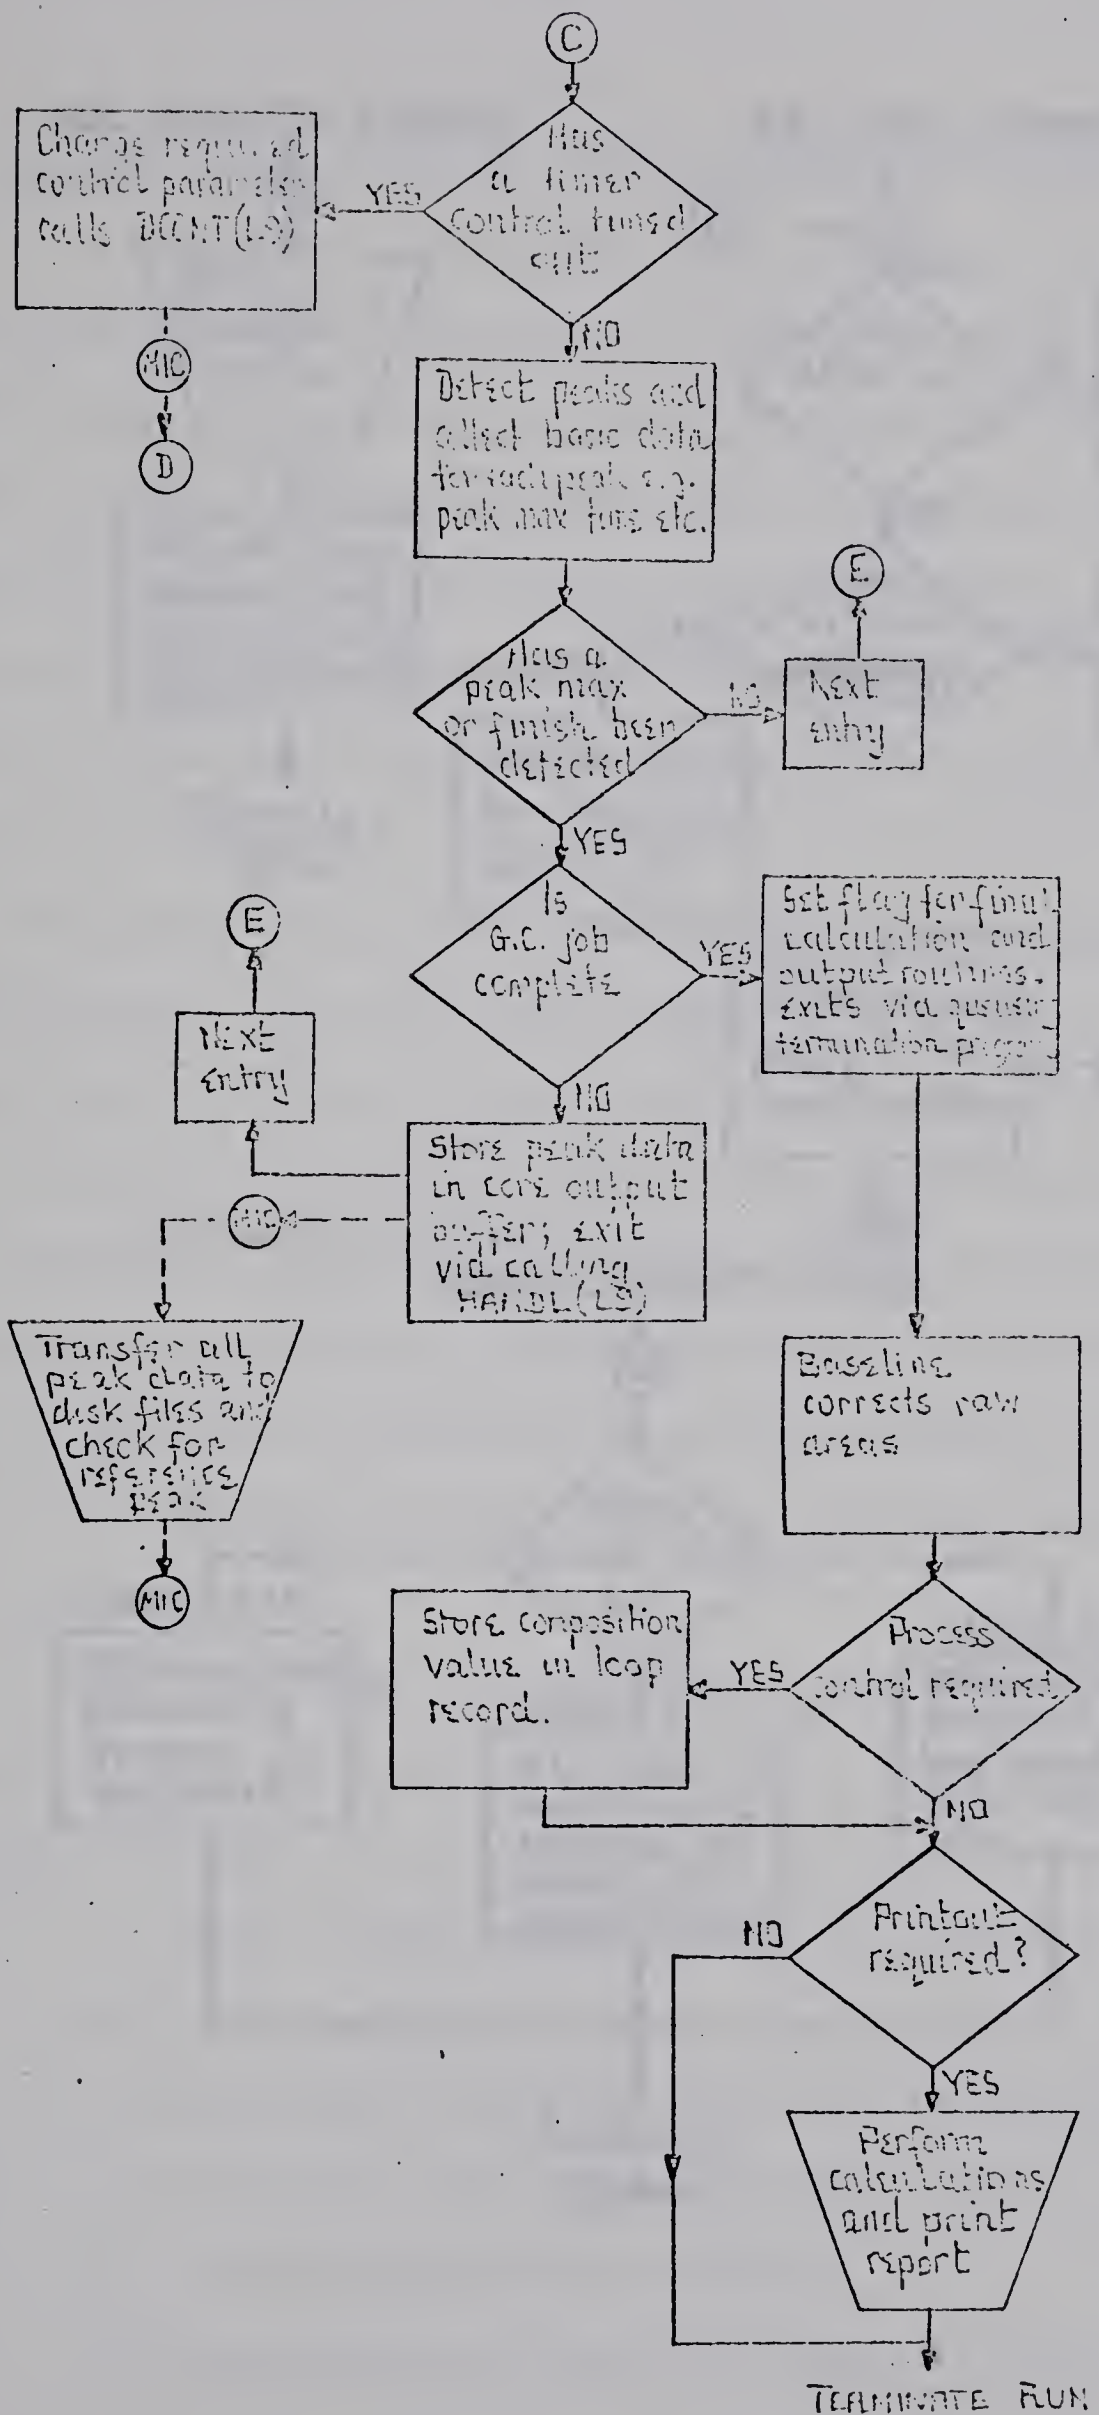 C
Has
a timer
control timed
out
YES
Change required
control parameter
calls
MIC
D
NO
Detect peaks and
collect basic data
for each peak e.g.
peak max time etc.
Has a
peak max
or finish been
detected
NO
Next
entry
E
YES
Is
G.C. job
complete
YES
Set flag for final
calculation and
output routines.
exits via
termination
NO
Store peak data
in core output
buffer; exit
via calling
HANDL(LS)
Next
entry
E
MIC
Transfer all
peak data to
disk files and
check for
reference
peak
MIC
Baseline
corrects raw
areas
Process
control required
YES
Store composition
value in loop
record.
NO
Printout
required?
NO
YES
Perform
calculations
and print
report
TERMINATE RUN